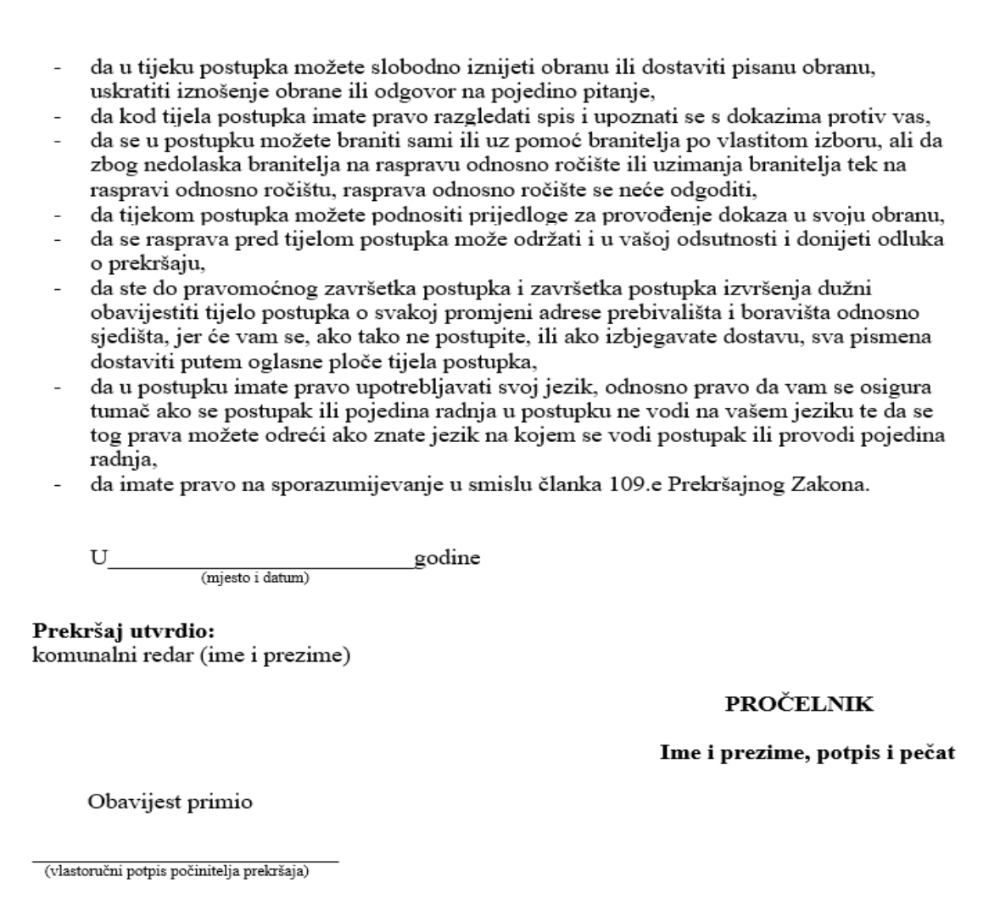 - da u tijeku postupka možete slobodno iznijeti obranu ili dostaviti pisanu obranu,
uskratiti iznošenje obrane ili odgovor na pojedino pitanje,
- da kod tijela postupka imate pravo razgledati spis i upoznati se s dokazima protiv vas,
- da se u postupku možete braniti sami ili uz pomoć branitelja po vlastitom izboru, ali da
zbog nedolaska branitelja na raspravu odnosno ročište ili uzimanja branitelja tek na
raspravi odnosno ročištu, rasprava odnosno ročište se neće odgoditi,
- da tijekom postupka možete podnositi prijedloge za provođenje dokaza u svoju obranu,
- da se rasprava pred tijelom postupka može održati i u vašoj odsutnosti i donijeti odluka
o prekršaju,
- da ste do pravomoćnog završetka postupka i završetka postupka izvršenja dužni
obavijestiti tijelo postupka o svakoj promjeni adrese prebivališta i boravišta odnosno
sjedišta, jer će vam se, ako tako ne postupite, ili ako izbjegavate dostavu, sva pismena
dostaviti putem oglasne ploče tijela postupka,
- da u postupku imate pravo upotrebljavati svoj jezik, odnosno pravo da vam se osigura
tumač ako se postupak ili pojedina radnja u postupku ne vodi na vašem jeziku te da se
tog prava možete odreći ako znate jezik na kojem se vodi postupak ili provodi pojedina
radnja,
- da imate pravo na sporazumijevanje u smislu članka 109.e Prekršajnog Zakona.
U__________________________godine
(mjesto i datum)
Prekršaj utvrdio:
komunalni redar (ime i prezime)
PROČELNIK
Ime i prezime, potpis i pečat
Obavijest primio
__________________________
(vlastoručni potpis počinitelja prekršaja)